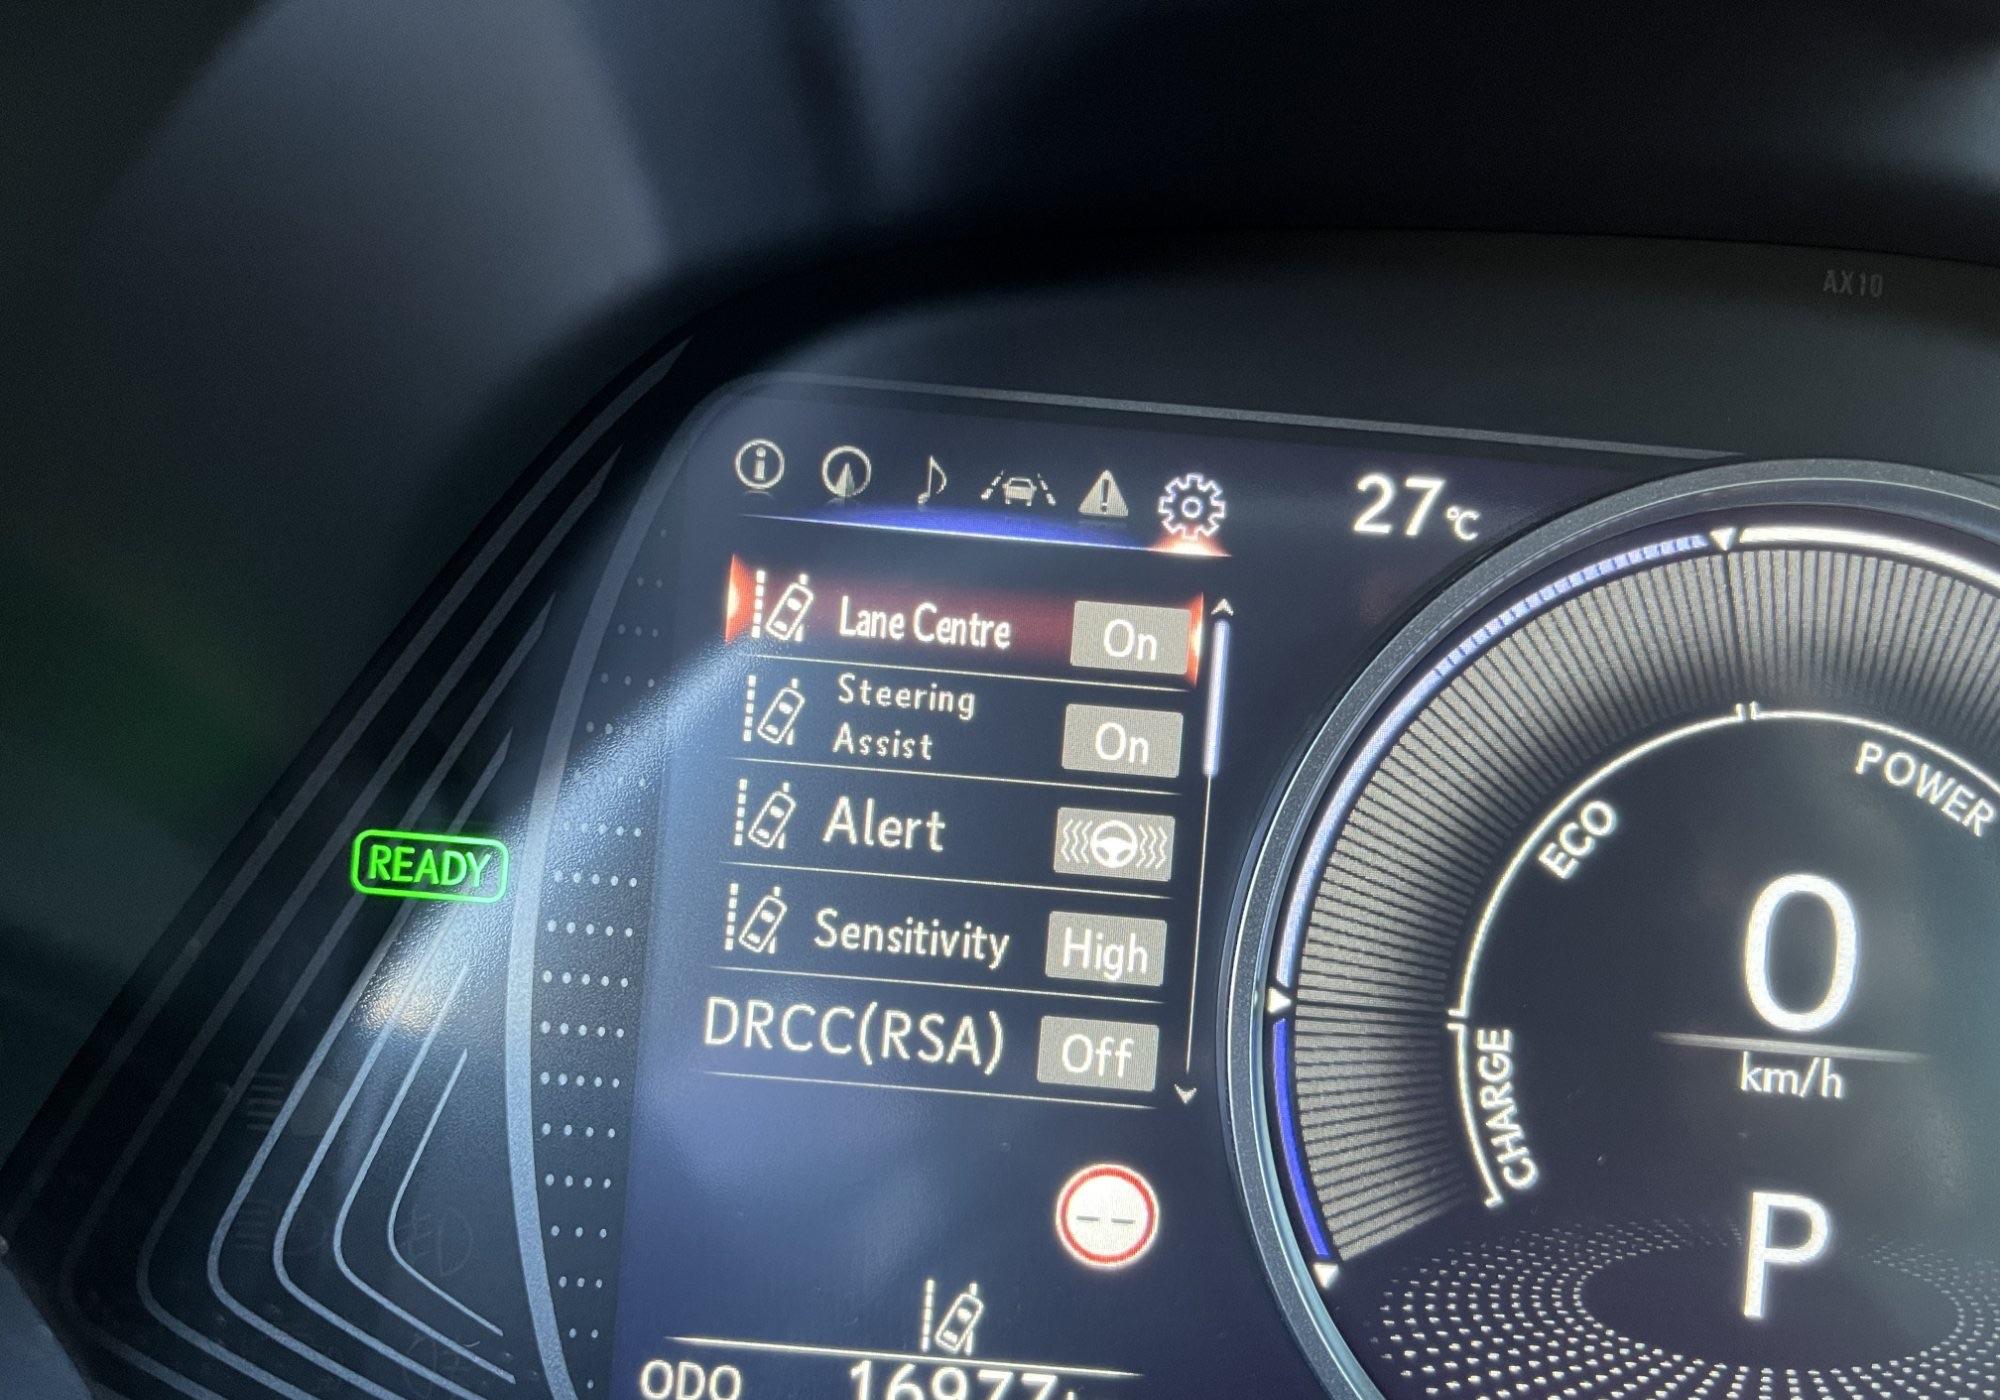 AX10
27°C
Lane Centre On
Steering
Assist On
Alert
Sensitivity High
DRCC(RSA) Off
READY
POWER
ECO
CHARGE
0
km/h
P
--
ODO 16977